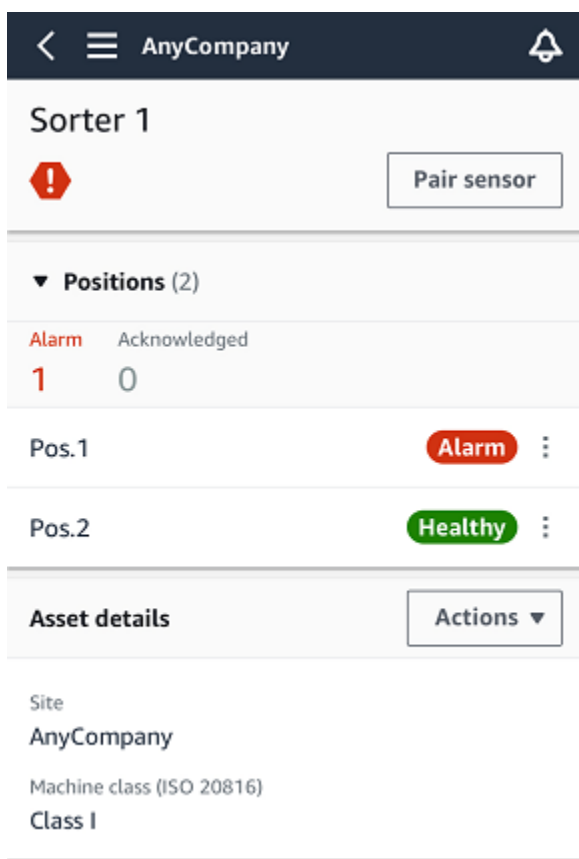 AnyCompany
Sorter 1
Pair sensor
Positions (2)
Alarm Acknowledged
1 0
Pos.1 Alarm
Pos.2 Healthy
Asset details Actions
Site
AnyCompany
Machine class (ISO 20816)
Class I